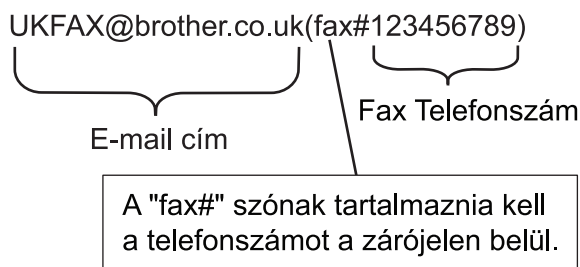 UKFAX@brother.co.uk(fax#123456789)
Fax Telefonszám
E-mail cím
A "fax#" szónak tartalmaznia kell
a telefonszámot a zárójelen belül.